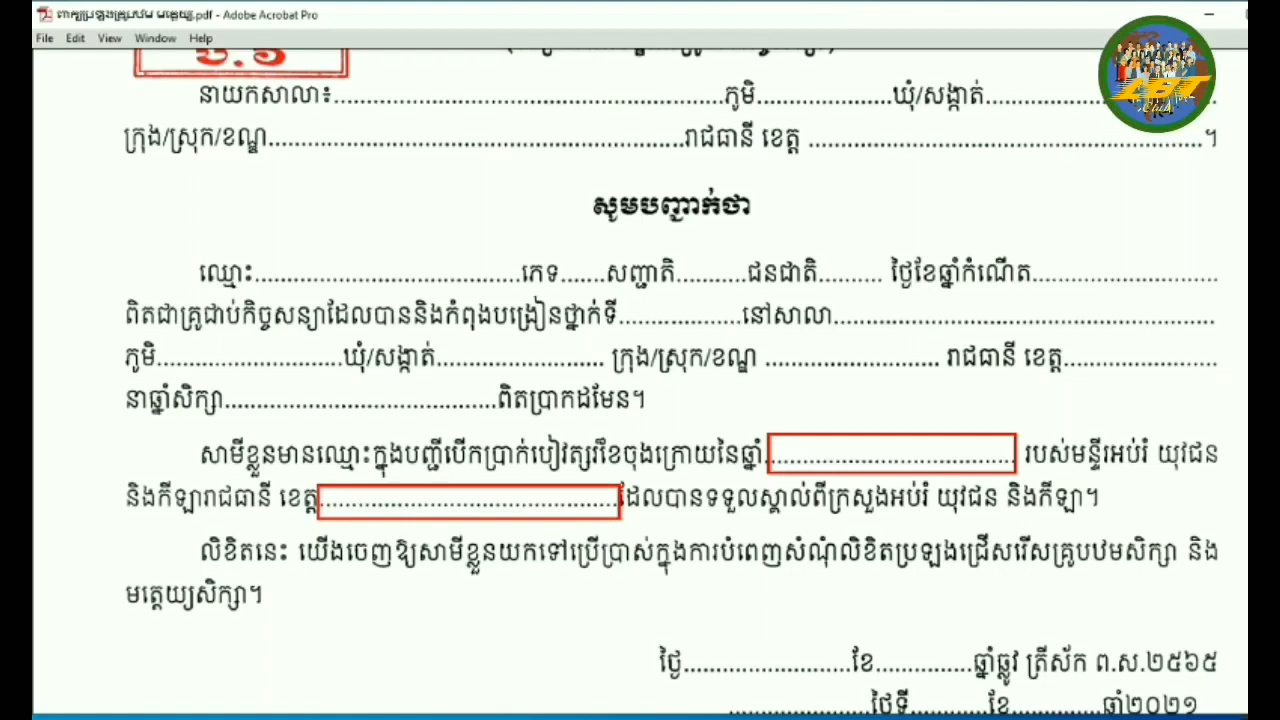 ពាក្យប្រឡងគ្រូបឋម មត្តេយ្យ.pdf - Adobe Acrobat Pro
File Edit View Window Help
ប.៦
នាយកសាលា៖......................................................ភូមិ..................ឃុំ/សង្កាត់..............................
ក្រុង/ស្រុក/ខណ្ឌ.........................................................រាជធានី ខេត្ត ......................................................។
LBT
Club
សូមបញ្ជាក់ថា
ឈ្មោះ.....................................ភេទ......សញ្ជាតិ..........ជនជាតិ......... ថ្ងៃខែឆ្នាំកំណើត..........................
ពិតជាគ្រូជាប់កិច្ចសន្យាដែលបាននិងកំពុងបង្រៀនថ្នាក់ទី.................នៅសាលា.....................................................
ភូមិ.........................ឃុំ/សង្កាត់....................... ក្រុង/ស្រុក/ខណ្ឌ ........................ រាជធានី ខេត្ត.....................
នាឆ្នាំសិក្សា......................................ពិតប្រាកដមែន។
សាមីខ្លួនមានឈ្មោះក្នុងបញ្ជីបើកប្រាក់បៀវត្សរ៍ខែចុងក្រោយនៃឆ្នាំ................................... របស់មន្ទីរអប់រំ យុវជន
និងកីឡារាជធានី ខេត្ត..........................................ដែលបានទទួលស្គាល់ពីក្រសួងអប់រំ យុវជន និងកីឡា។
លិខិតនេះ យើងចេញឱ្យសាមីខ្លួនយកទៅប្រើប្រាស់ក្នុងការបំពេញសំណុំលិខិតប្រឡងជ្រើសរើសគ្រូបឋមសិក្សា និង
មត្តេយ្យសិក្សា។
ថ្ងៃ.......................ខែ.............ឆ្នាំឆ្លូវ ត្រីស័ក ព.ស.២៥៦៥
...................ថ្ងៃទី..........ខែ............ឆ្នាំ២០២១